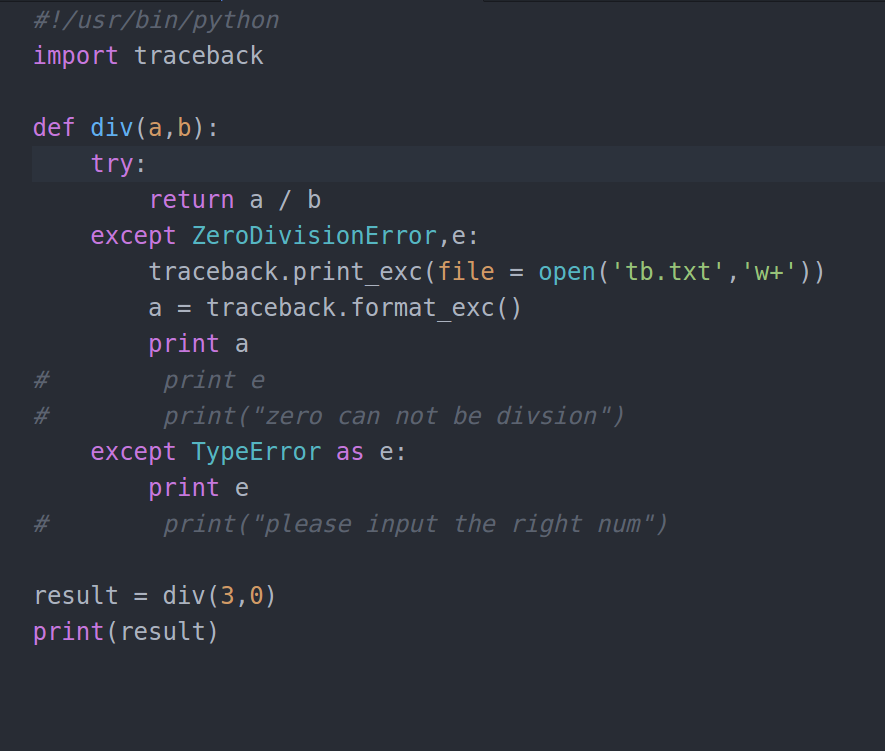 #!/usr/bin/python
import traceback

def div(a,b):
    try:
        return a / b
    except ZeroDivisionError,e:
        traceback.print_exc(file = open('tb.txt','w+'))
        a = traceback.format_exc()
        print a
#        print e
#        print("zero can not be divsion")
    except TypeError as e:
        print e
#        print("please input the right num")

result = div(3,0)
print(result)